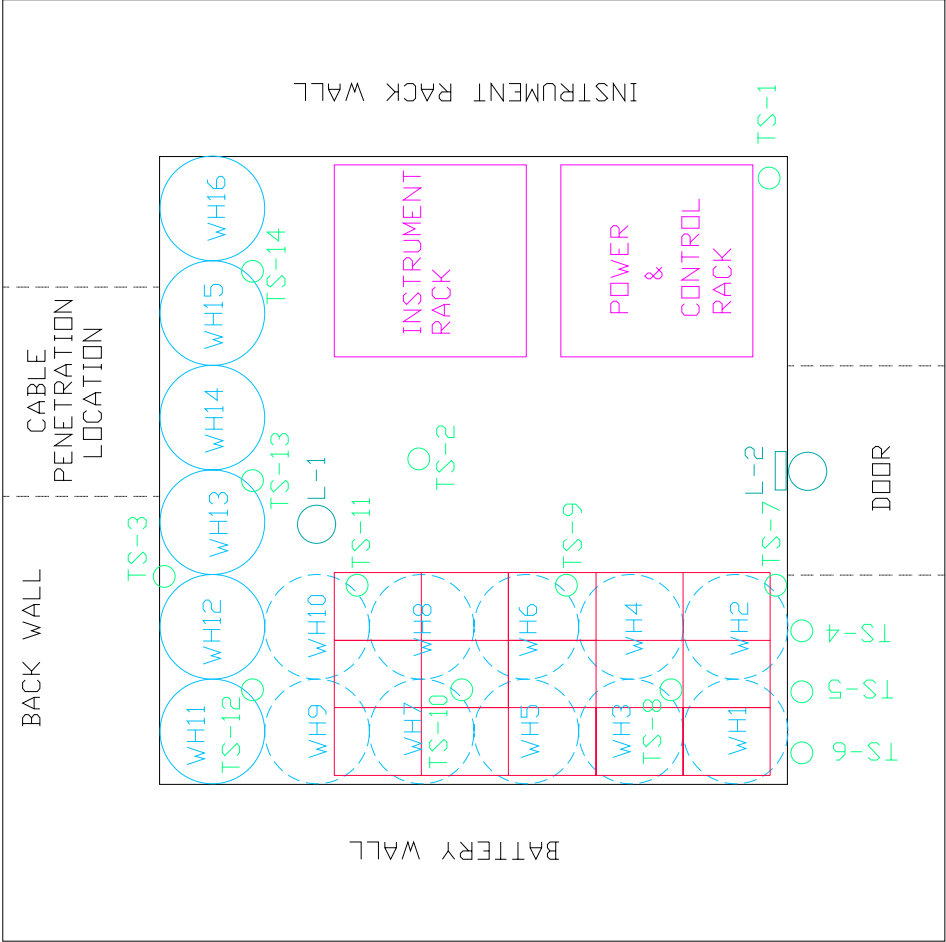 INSTRUMENT RACK WALL
TS-1
WH16
INSTRUMENT
RACK
POWER
&
CONTROL
RACK
TS-14
WH15
CABLE
PENETRATION
LOCATION
WH14
TS-13
TS-2
L-1
L-2
DOOR
WH13
TS-3
TS-11
TS-9
TS-7
BACK WALL
WH12
WH10
WH8
WH6
WH4
WH2
TS-4
TS-5
TS-6
WH11
TS-12
WH9
WH7
TS-10
WH5
WH3
TS-8
WH1
BATTERY WALL